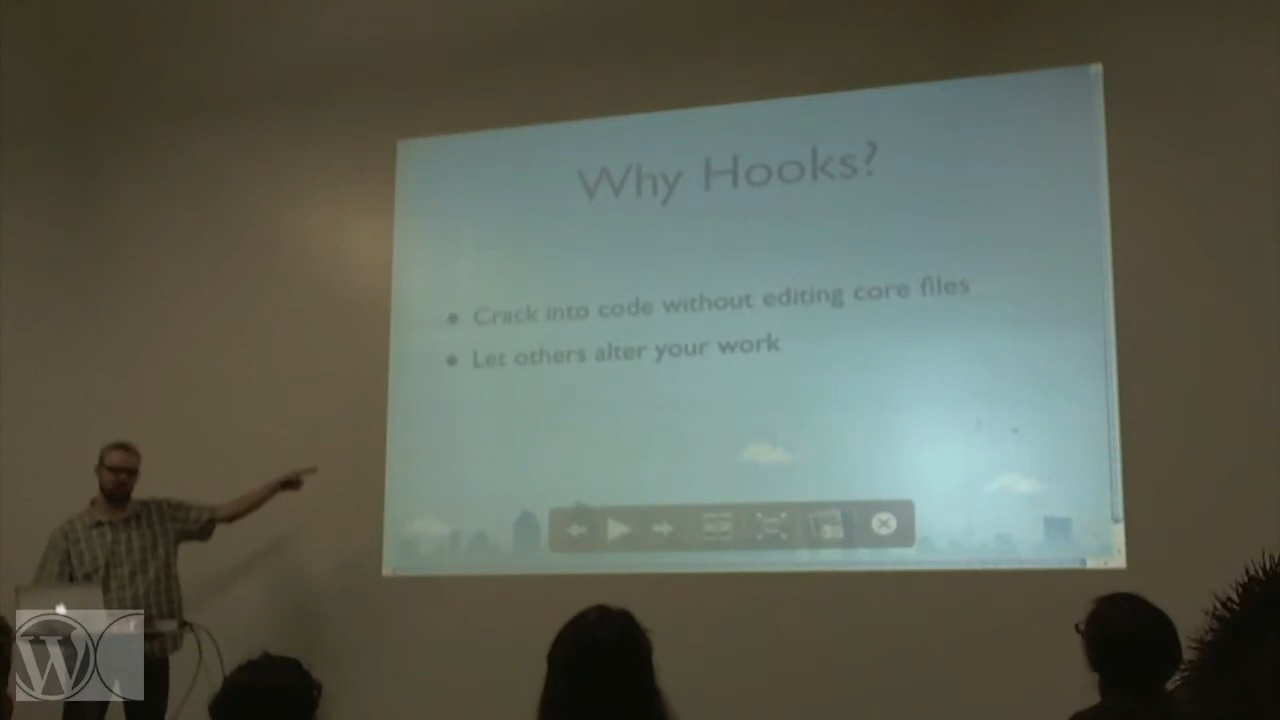 Why Hooks?
• Crack into code without editing core files
• Let others alter your work
W